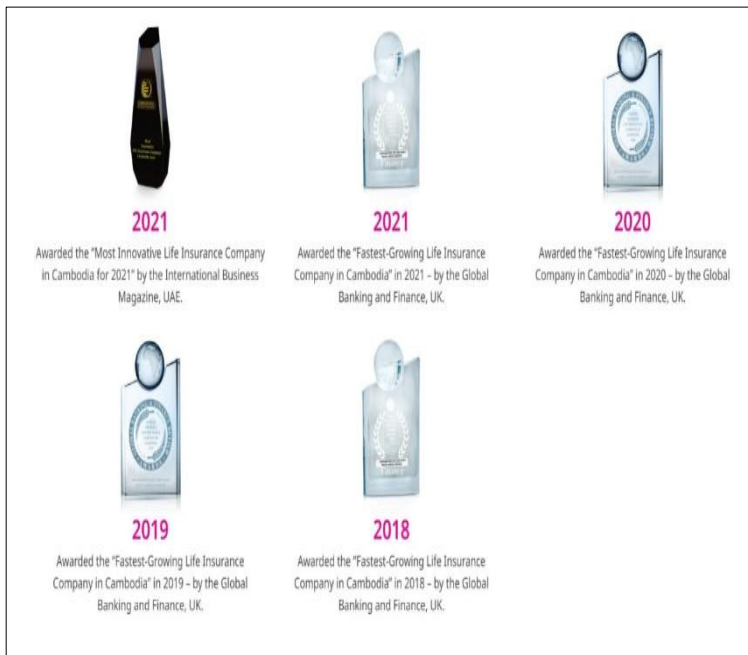 2021
Awarded the "Most Innovative Life Insurance Company
in Cambodia for 2021" by the International Business
Magazine, UAE.
2021
Awarded the "Fastest-Growing Life Insurance
Company in Cambodia" in 2021 – by the Global
Banking and Finance, UK.
2020
Awarded the "Fastest-Growing Life Insurance
Company in Cambodia" in 2020 – by the Global
Banking and Finance, UK.
2019
Awarded the "Fastest-Growing Life Insurance
Company in Cambodia" in 2019 – by the Global
Banking and Finance, UK.
2018
Awarded the "Fastest-Growing Life Insurance
Company in Cambodia" in 2018 – by the Global
Banking and Finance, UK.